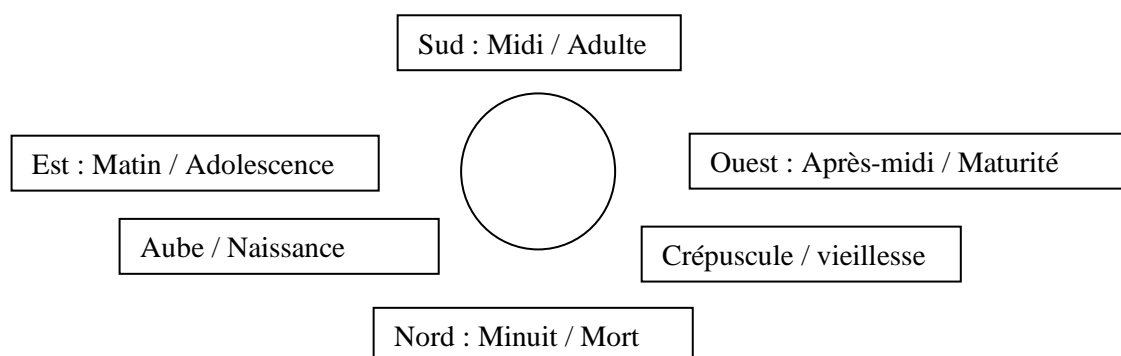 Sud : Midi / Adulte
Est : Matin / Adolescence
Ouest : Après-midi / Maturité
Aube / Naissance
Crépuscule / vieillesse
Nord : Minuit / Mort